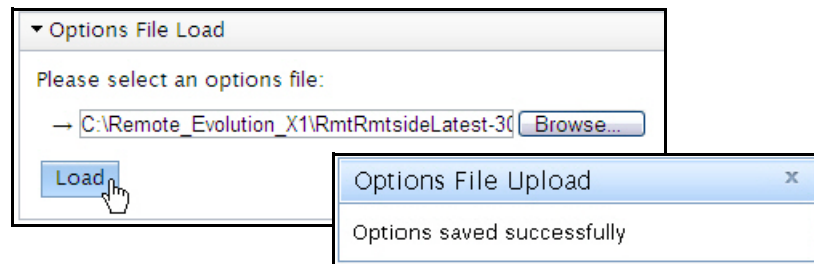 ▾ Options File Load
Please select an options file:
→ C:\Remote_Evolution_X1\RmtRmtsideLatest-30 Browse...
Load
Options File Upload x
Options saved successfully